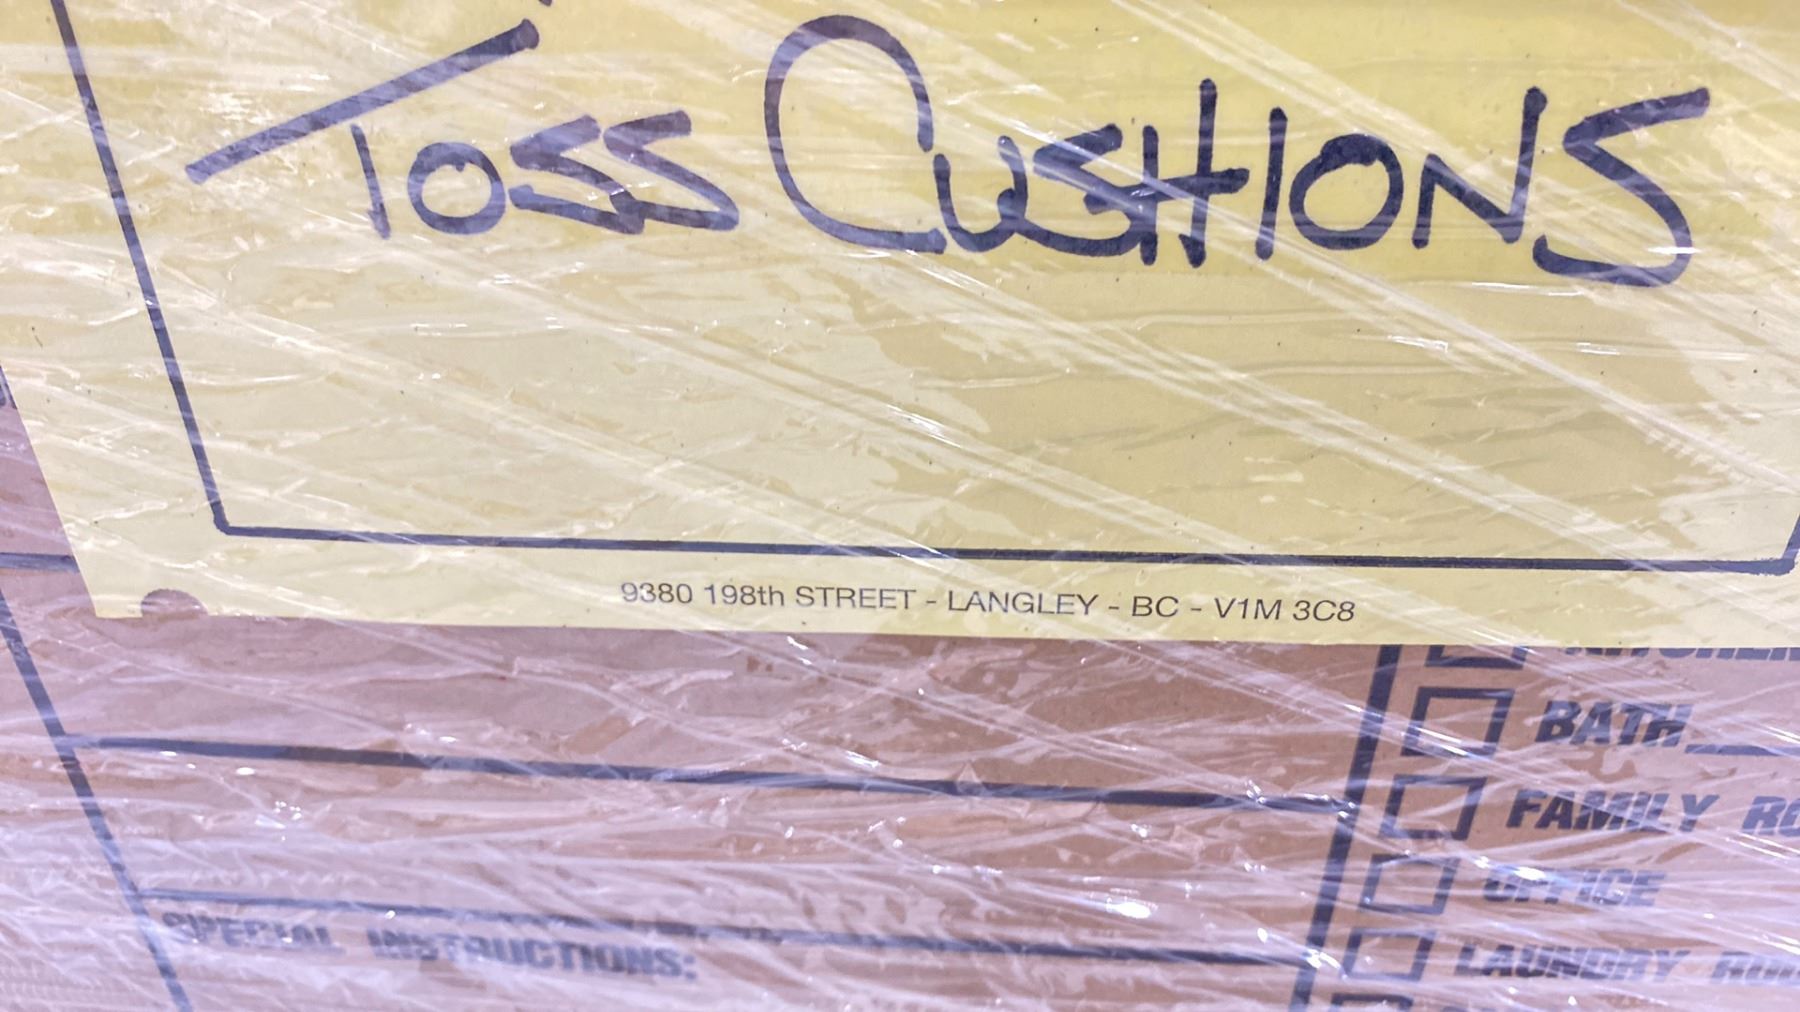 Toss CUSHIONS
9380 198th STREET - LANGLEY - BC - V1M 3C8
BATH
FAMILY
OFFICE
LAUNDRY
SPECIAL INSTRUCTIONS: